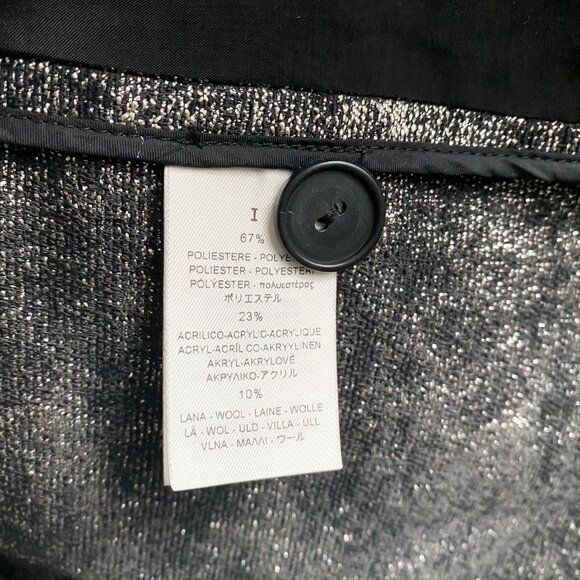 I
67%
POLIESTERE - POLYE
POLIESTER - POLYESTERI
POLYESTER - πολυεστέρας
ポリエステル
23%
ACRILICO-ACRYLIC-ACRYLIQUE
ACRYL-ACRÍLICO-AKRYYLINEN
AKRYL-AKRYLOVÉ
ΑΚΡΥΛΙΚΟ-アクリル
10%
LANA - WOOL - LAINE - WOLLE
LÃ - WOL - ULD - VILLA - ULL
VLNA - ΜΑΛΛΙ - ウール